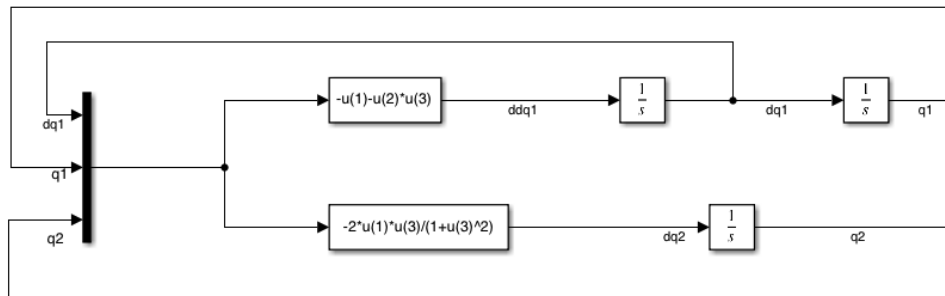 -u(1)-u(2)*u(3)
ddq1
1
s
dq1
1
s
q1
dq1
q1
q2
-2*u(1)*u(3)/(1+u(3)^2)
dq2
1
s
q2